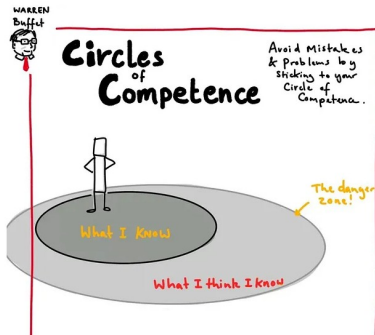 WARREN
Buffet
Circles
of
Competence
Avoid Mistakes
& Problems by
sticking to your
Circle of
Competence.
The danger
zone!
What I know
What I think I know